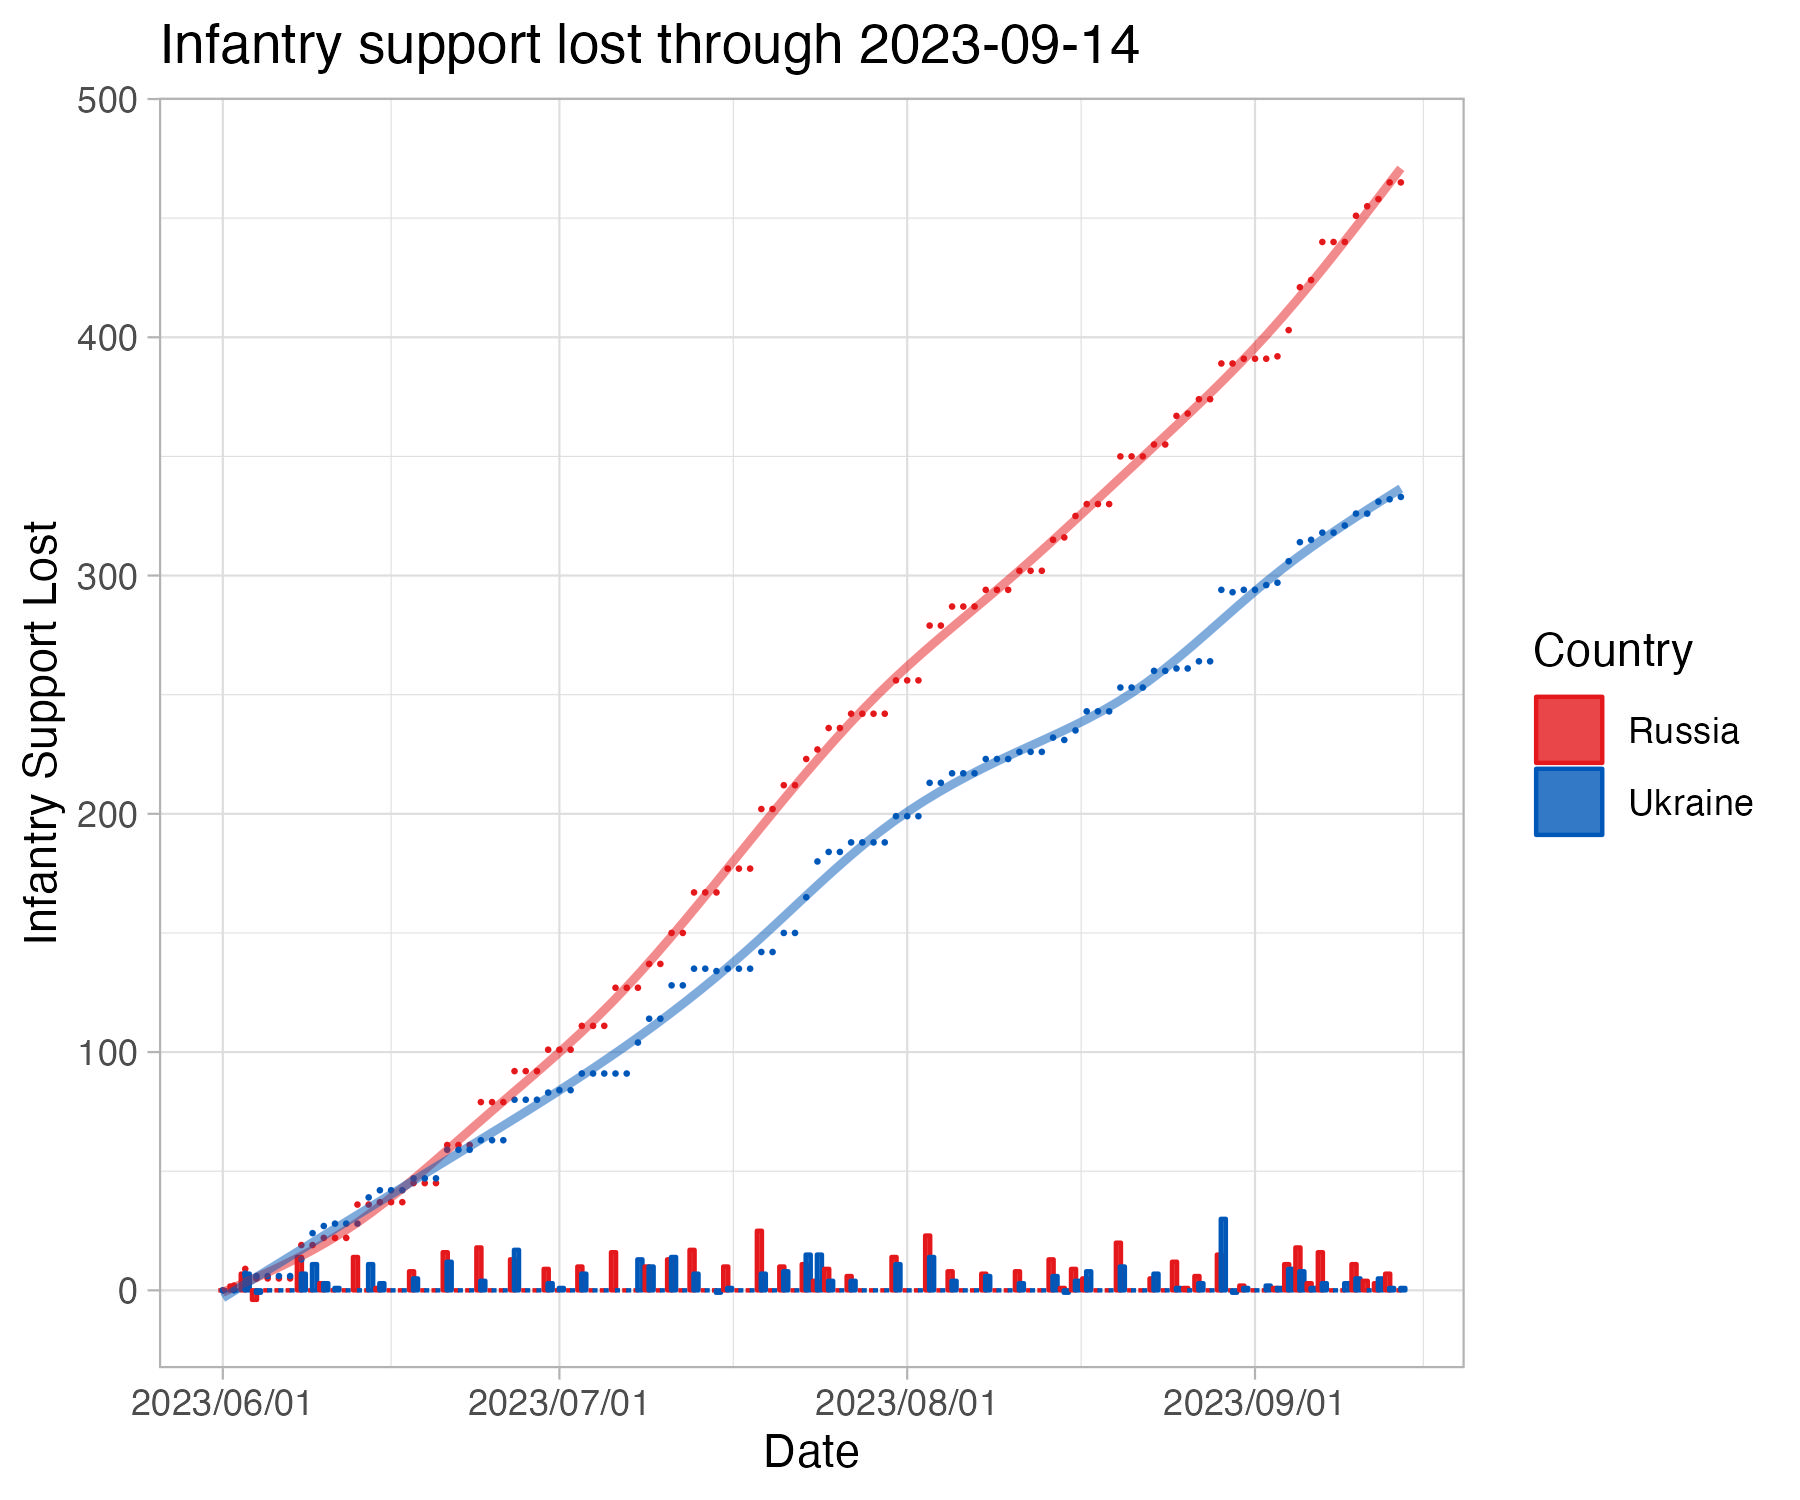 Infantry support lost through 2023-09-14
Infantry Support Lost
500
400
300
200
100
0
2023/06/01 2023/07/01 2023/08/01 2023/09/01
Date
Country
Russia
Ukraine